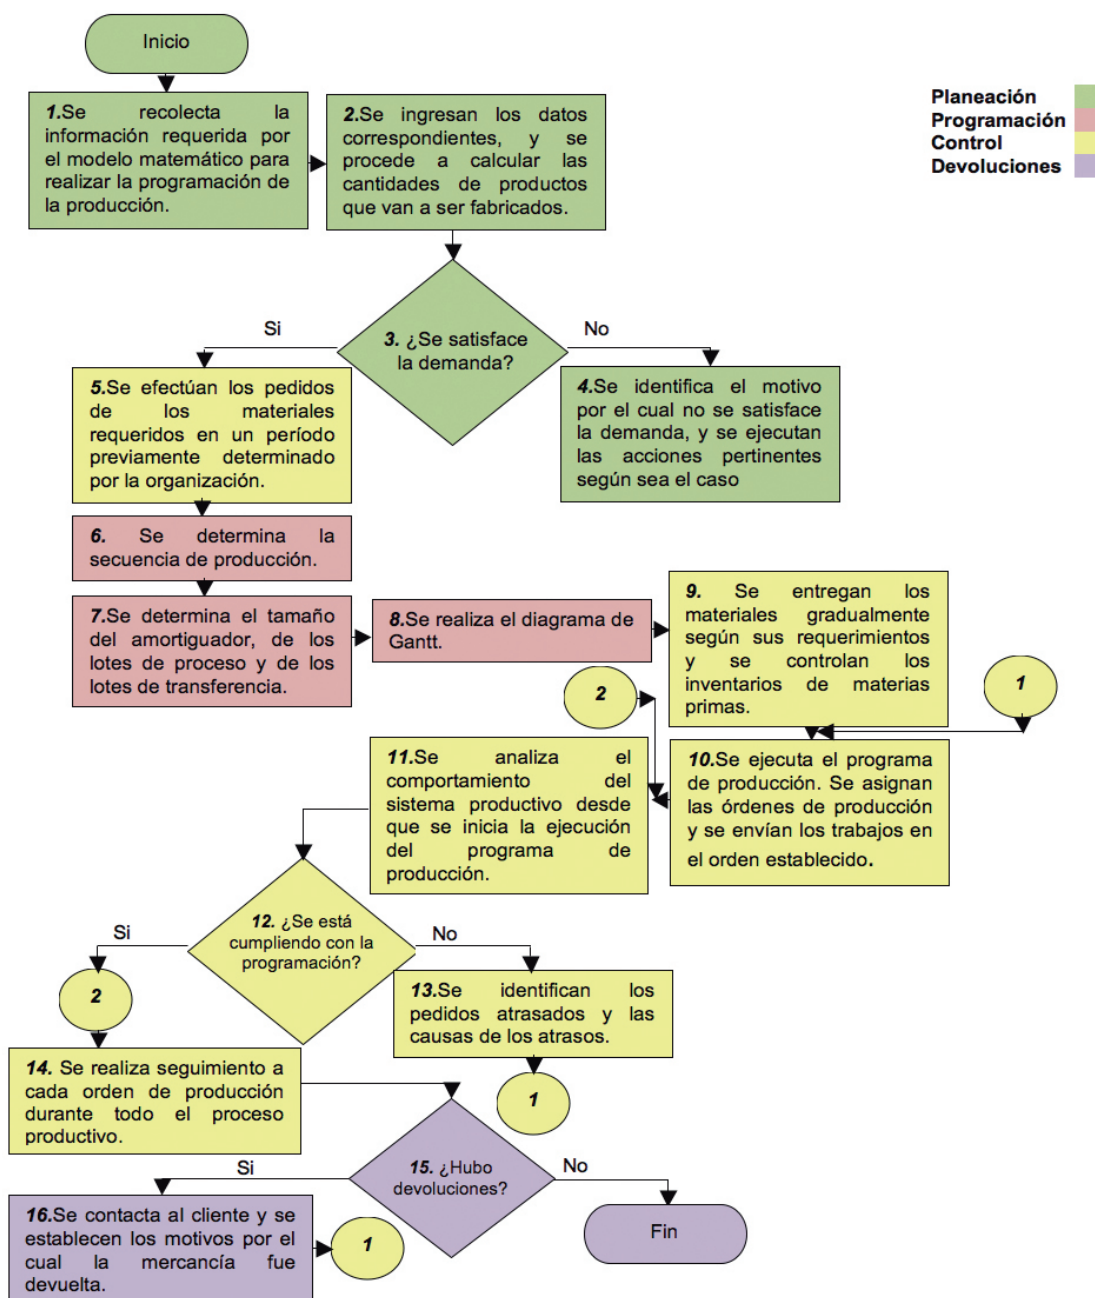 Inicio
Planeación
Programación
Control
Devoluciones
1.Se recolecta la
información requerida por
el modelo matemático para
realizar la programación de
la producción.
2.Se ingresan los datos
correspondientes, y se
procede a calcular las
cantidades de productos
que van a ser fabricados.
3. ¿Se satisface
la demanda?
Si
No
5.Se efectúan los pedidos
de los materiales
requeridos en un período
previamente determinado
por la organización.
4.Se identifica el motivo
por el cual no se satisface
la demanda, y se ejecutan
las acciones pertinentes
según sea el caso
6. Se determina la
secuencia de producción.
7.Se determina el tamaño
del amortiguador, de los
lotes de proceso y de los
lotes de transferencia.
8.Se realiza el diagrama de
Gantt.
9. Se entregan los
materiales gradualmente
según sus requerimientos
y se controlan los
inventarios de materias
primas.
2
1
10.Se ejecuta el programa
de producción. Se asignan
las órdenes de producción
y se envían los trabajos en
el orden establecido.
11.Se analiza el
comportamiento del
sistema productivo desde
que se inicia la ejecución
del programa de
producción.
12. ¿Se está
cumpliendo con la
programación?
Si
No
2
13.Se identifican los
pedidos atrasados y las
causas de los atrasos.
1
14. Se realiza seguimiento a
cada orden de producción
durante todo el proceso
productivo.
15. ¿Hubo
devoluciones?
Si
No
16.Se contacta al cliente y se
establecen los motivos por el
cual la mercancía fue
devuelta.
1
Fin